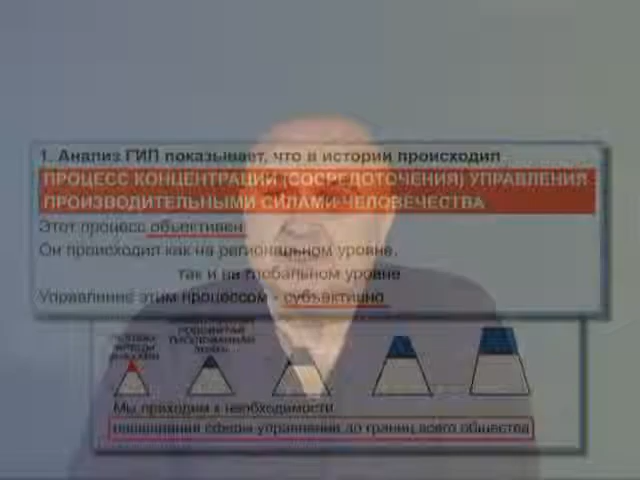 1. Анализ ГИП показывает, что в истории происходил
ПРОЦЕСС КОНЦЕНТРАЦИИ (СОСРЕДОТОЧЕНИЯ) УПРАВЛЕНИЯ
ПРОИЗВОДИТЕЛЬНЫМИ СИЛАМИ ЧЕЛОВЕЧЕСТВА
Этот процесс объективен
Он происходил как на региональном уровне,
так и на глобальном уровне
Управление этим процессом - субъективно
Мы приходим к необходимости
сферы управления до границ всего общества